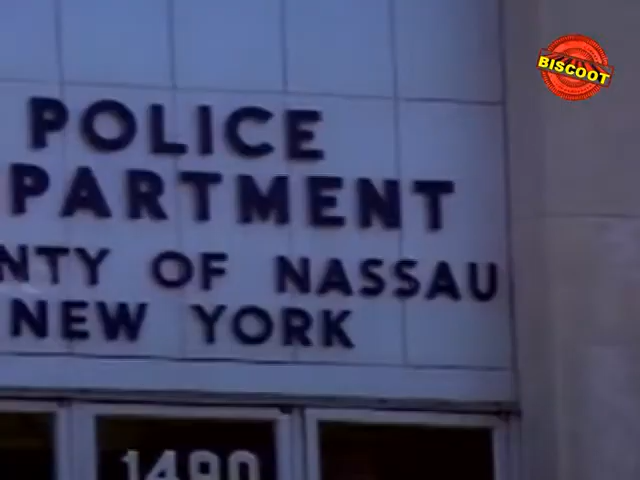 BISCOOT
POLICE
PARTMENT
NTY OF NASSAU
NEW YORK
1490